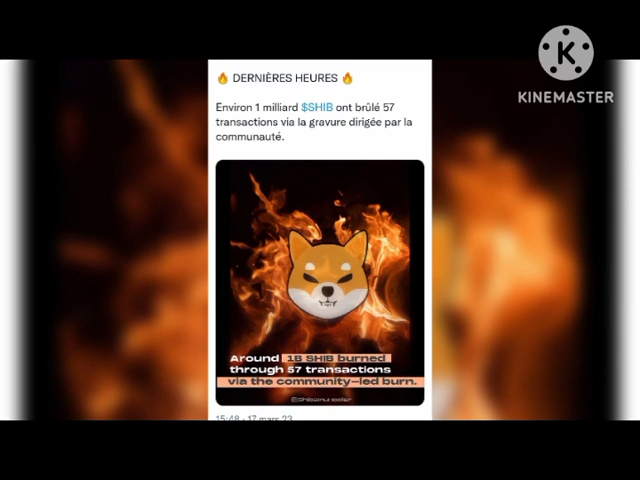 🔥 DERNIÈRES HEURES 🔥
KINEMASTER
Environ 1 milliard $SHIB ont brûlé 57
transactions via la gravure dirigée par la
communauté.
Around 1B SHIB burned
through 57 transactions
via the community-led burn.
15:48 · 17 mars 23